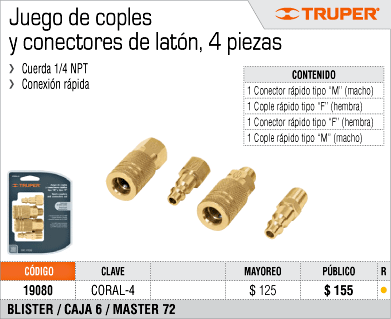 Juego de coples
y conectores de latón, 4 piezas
TRUPER®
› Cuerda 1/4 NPT
› Conexión rápida
CONTENIDO
1 Conector rápido tipo “M” (macho)
1 Cople rápido tipo “F” (hembra)
1 Conector rápido tipo “F” (hembra)
1 Cople rápido tipo “M” (macho)
TRUPER
CÓDIGO CLAVE MAYOREO PÚBLICO R
19080 CORAL-4 $ 125 $ 155
BLISTER / CAJA 6 / MASTER 72